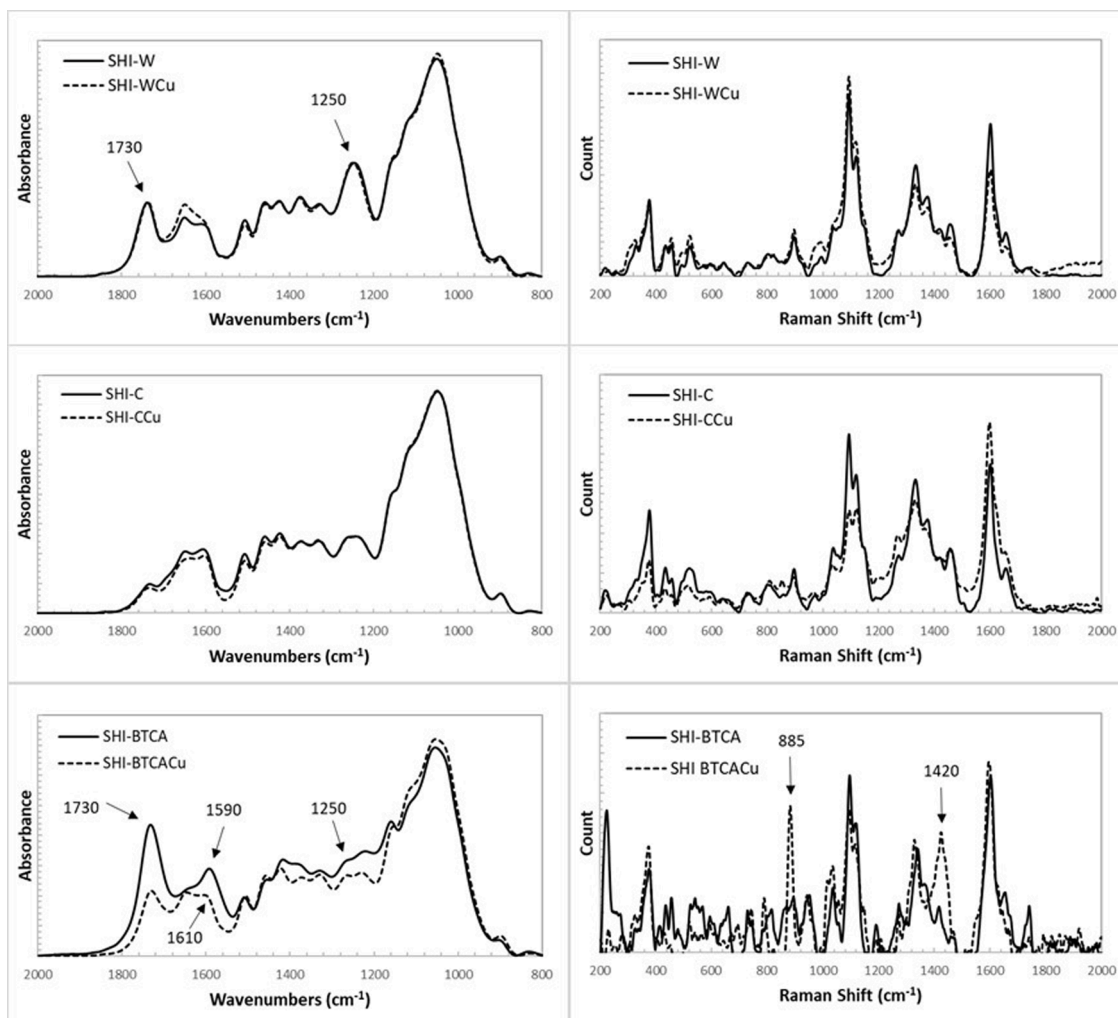 SHI-W
SHI-WCu
1730
1250
Absorbance
2000 1800 1600 1400 1200 1000 800
Wavenumbers (cm⁻¹)
SHI-W
SHI-WCu
Count
200 400 600 800 1000 1200 1400 1600 1800 2000
Raman Shift (cm⁻¹)
SHI-C
SHI-CCu
Absorbance
2000 1800 1600 1400 1200 1000 800
Wavenumbers (cm⁻¹)
SHI-C
SHI-CCu
Count
200 400 600 800 1000 1200 1400 1600 1800 2000
Raman Shift (cm⁻¹)
SHI-BTCA
SHI-BTCACu
1730
1590
1250
1610
Absorbance
2000 1800 1600 1400 1200 1000 800
Wavenumbers (cm⁻¹)
SHI-BTCA
SHI BTCACu
885
1420
Count
200 400 600 800 1000 1200 1400 1600 1800 2000
Raman Shift (cm⁻¹)